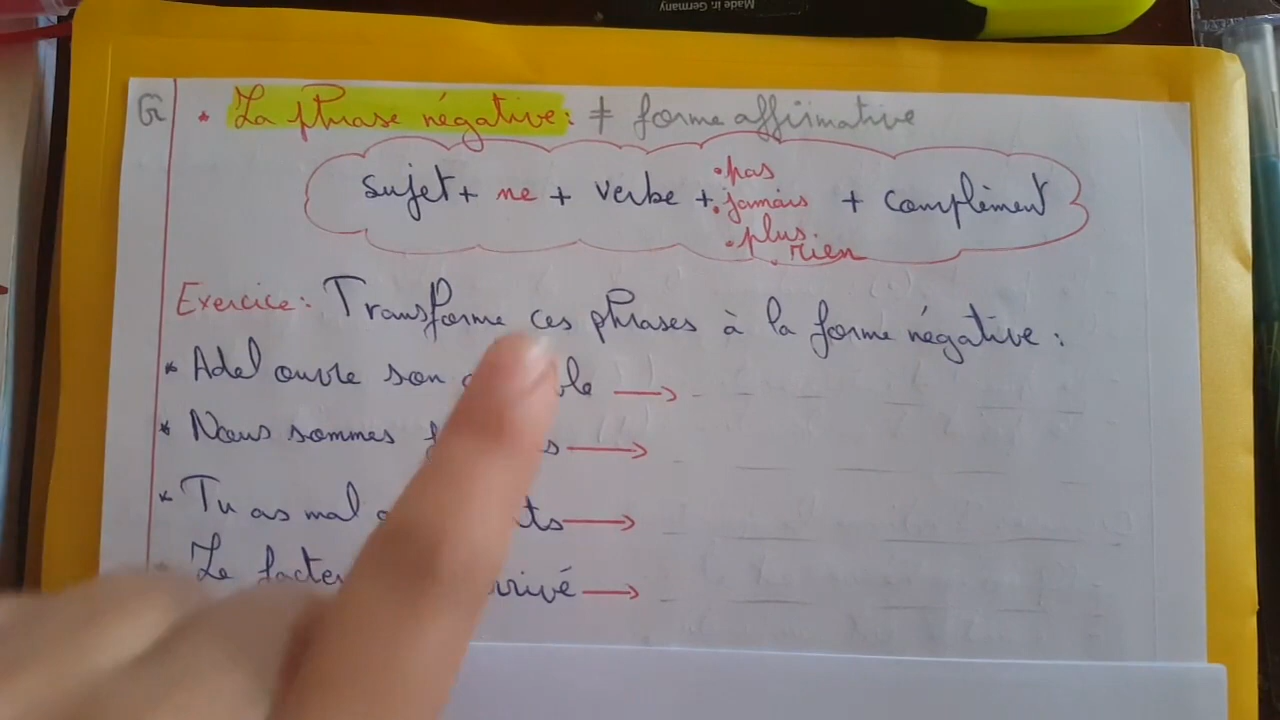 Made in Germany
G * La phrase négative: ≠ forme affirmative
sujet + ne + verbe + .pas .jamais .plus .rien + complément
Exercice: Transforme ces phrases à la forme négative:
* Adel ouvre son →
* Nous sommes →
* Tu as mal →
Le →